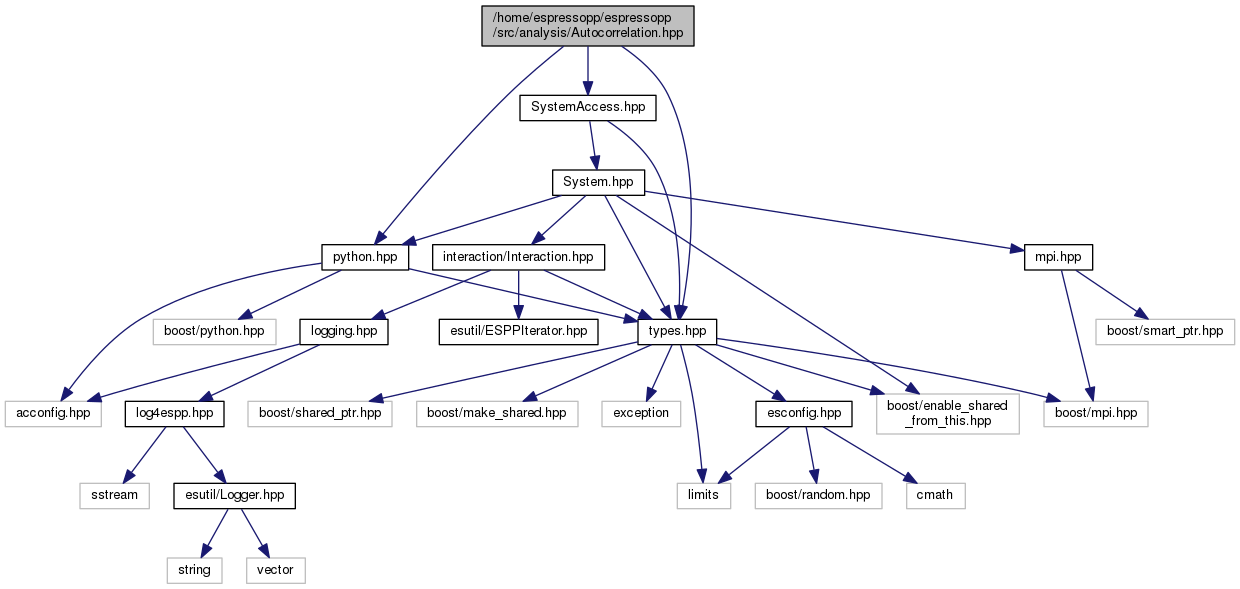 /home/espressopp/espressopp
/src/analysis/Autocorrelation.hpp
SystemAccess.hpp
System.hpp
python.hpp
interaction/Interaction.hpp
mpi.hpp
boost/python.hpp
logging.hpp
esutil/ESPPIterator.hpp
types.hpp
boost/smart_ptr.hpp
acconfig.hpp
log4espp.hpp
boost/shared_ptr.hpp
boost/make_shared.hpp
exception
esconfig.hpp
boost/enable_shared
_from_this.hpp
boost/mpi.hpp
sstream
esutil/Logger.hpp
limits
boost/random.hpp
cmath
string
vector